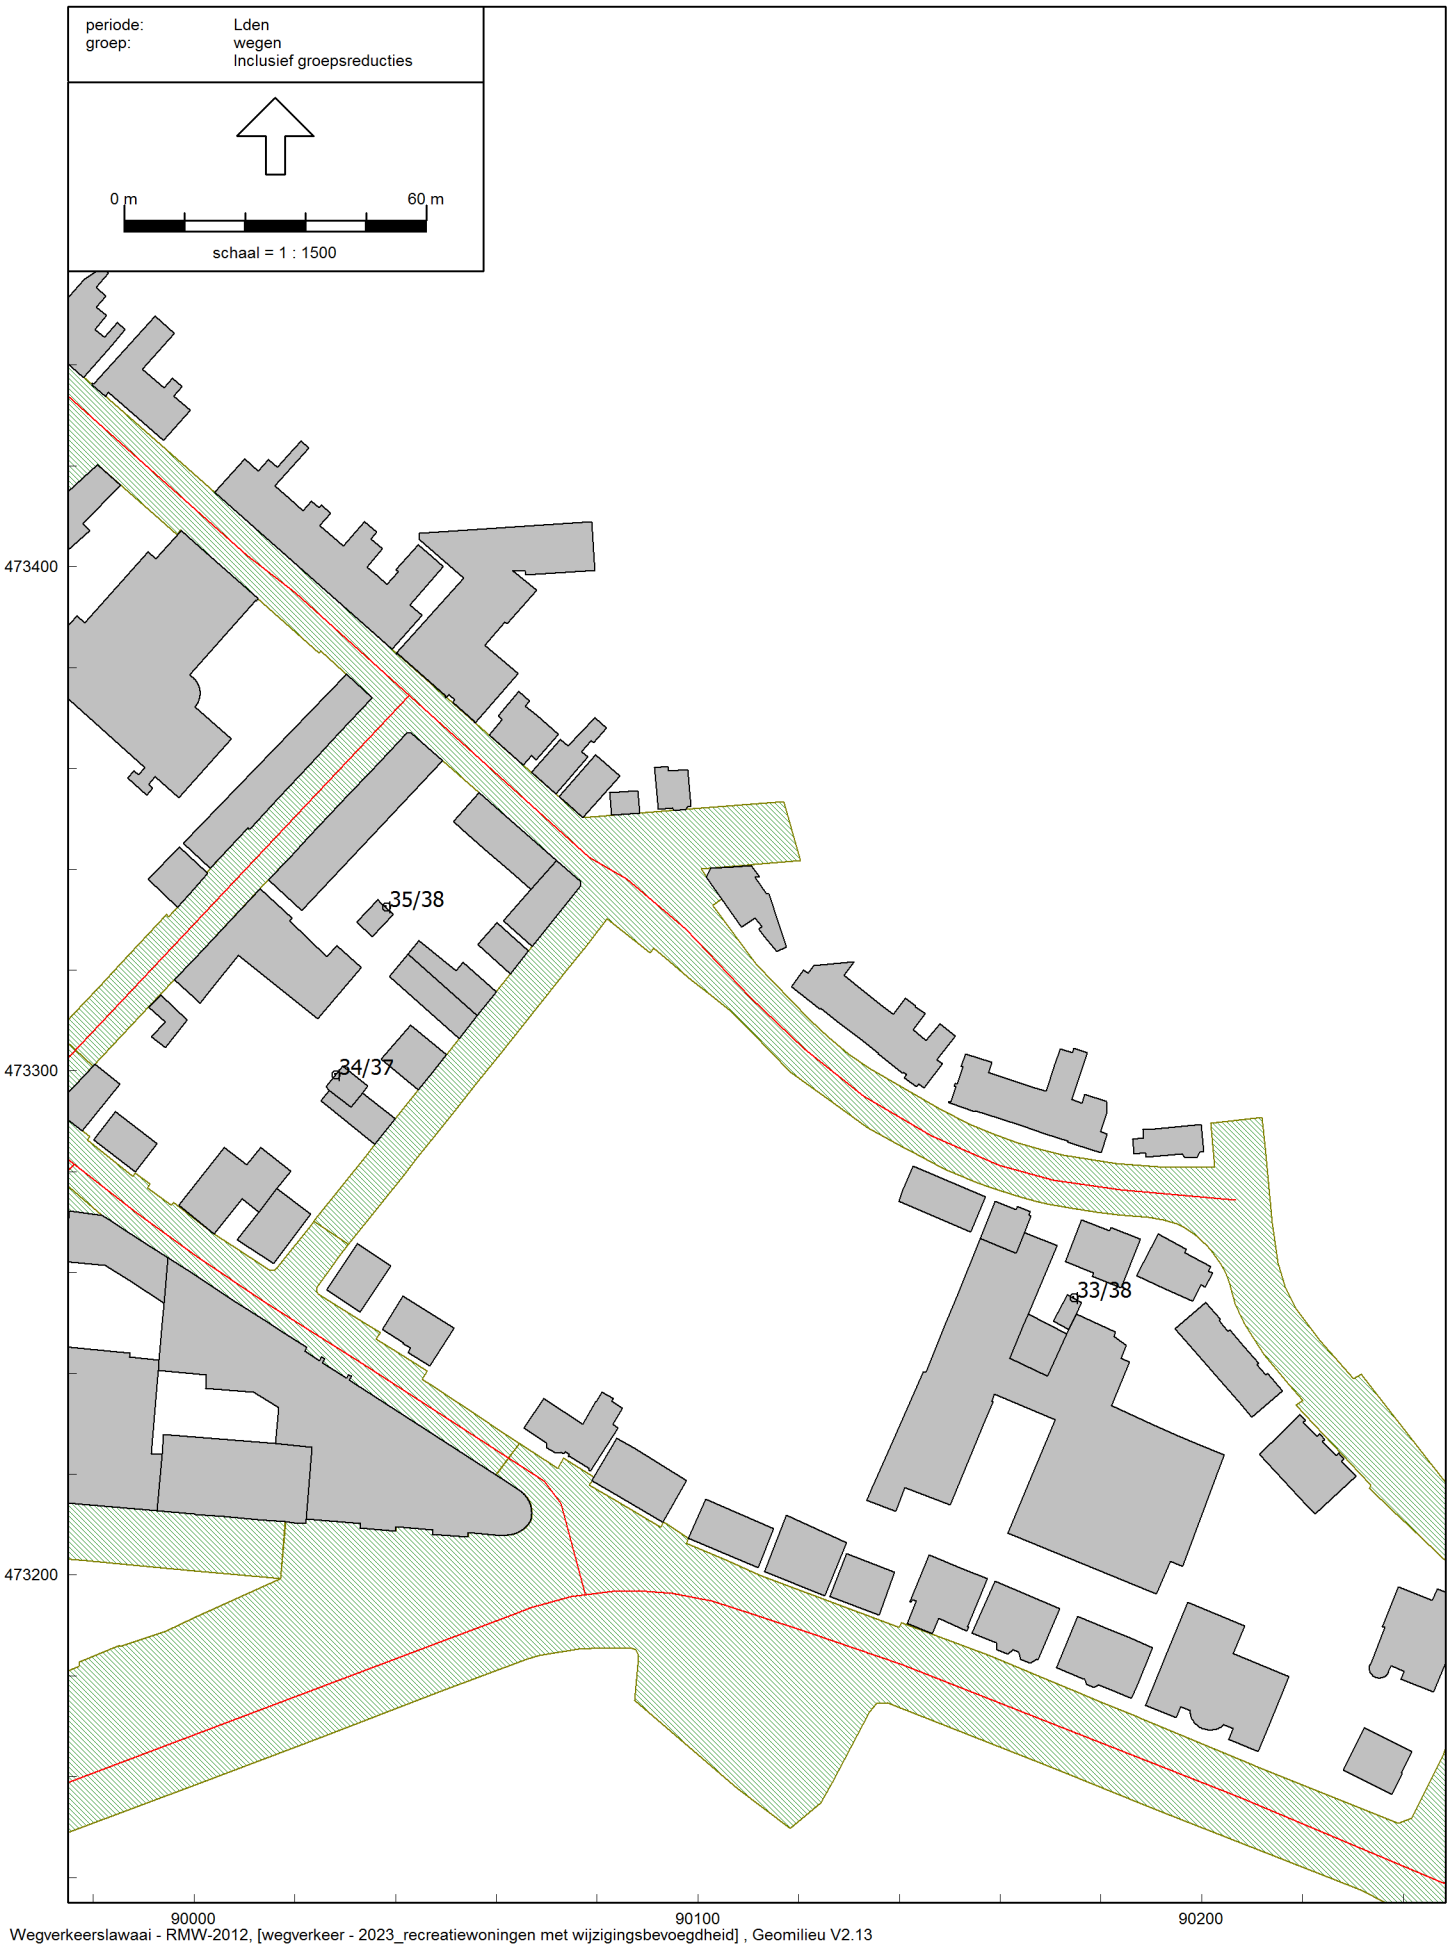 periode: Lden
groep: wegen
Inclusief groepsreducties
0 m 60 m
schaal = 1 : 1500
473400
35/38
34/37
473300
33/38
473200
90000 90100 90200
Wegverkeerslawaai - RMW-2012, [wegverkeer - 2023_recreatiewoningen met wijzigingsbevoegdheid] , Geomilieu V2.13